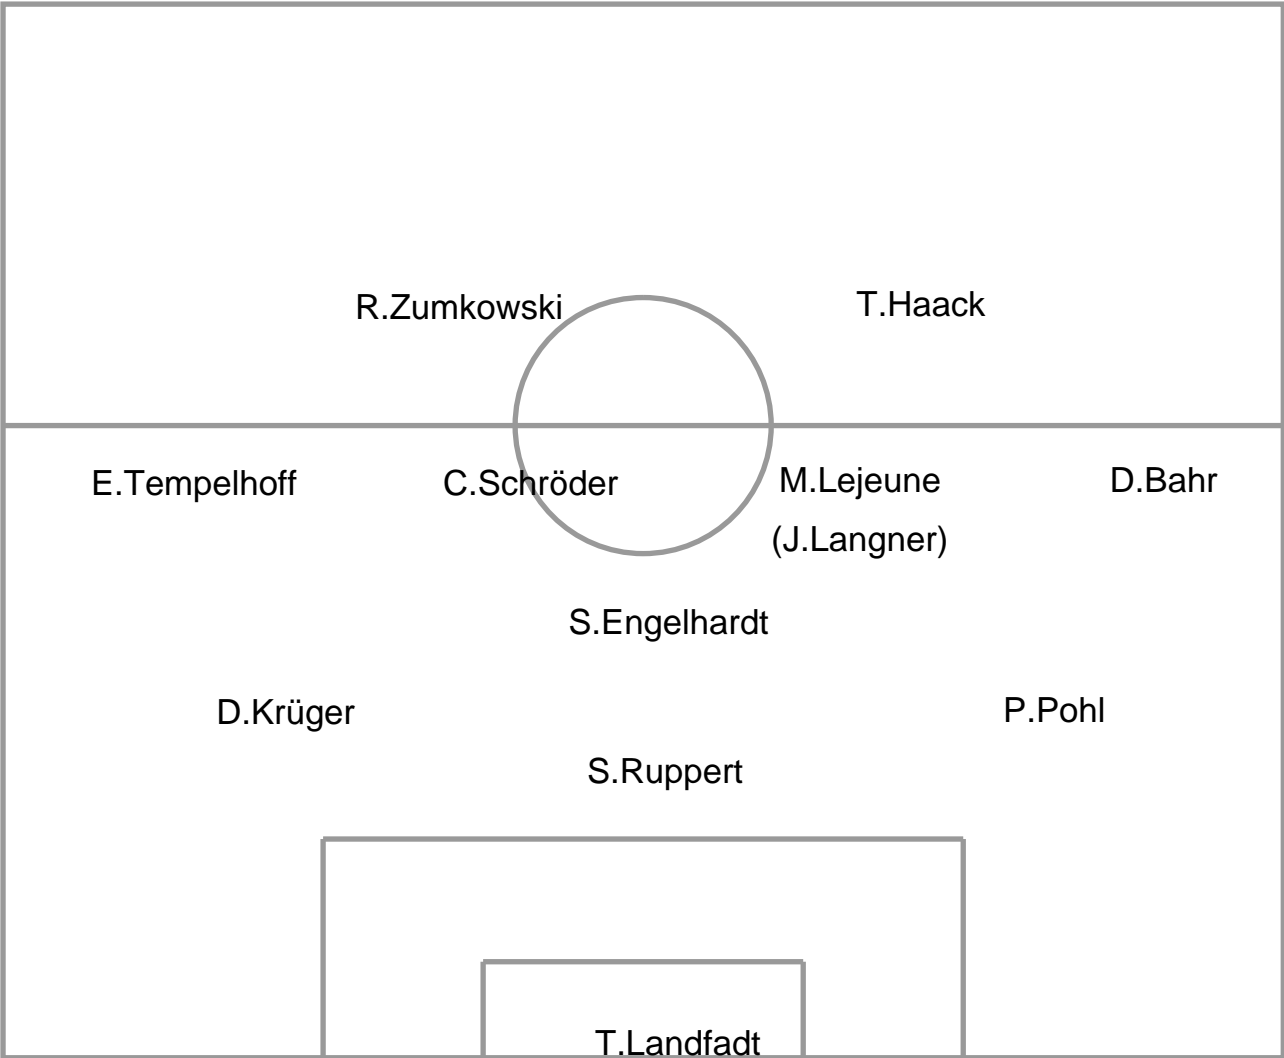 R.Zumkowski
T.Haack
E.Tempelhoff
C.Schröder
M.Lejeune
D.Bahr
(J.Langner)
S.Engelhardt
D.Krüger
P.Pohl
S.Ruppert
T.Landfadt